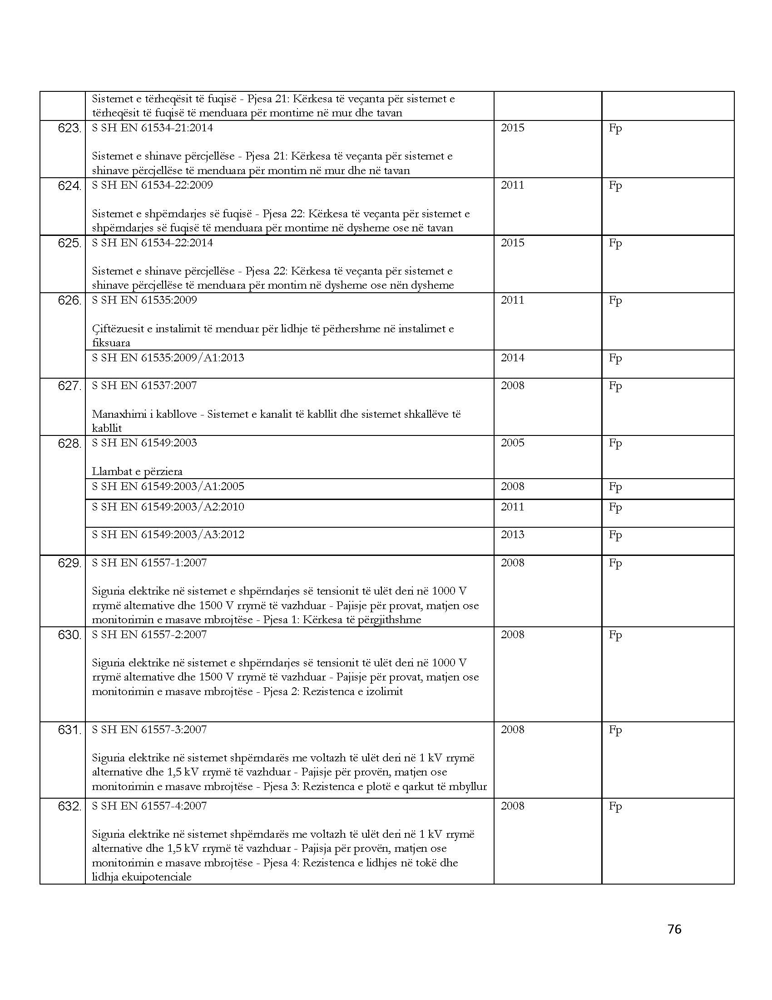 Sistemet e tërheqësit të fuqisë - Pjesa 21: Kërkesa të veçanta për sistemet e
tërheqësit të fuqisë të menduara për montime në mur dhe tavan
623. S SH EN 61534-21:2014 2015 Fp
Sistemet e shinave përcjellëse - Pjesa 21: Kërkesa të veçanta për sistemet e
shinave përcjellëse të menduara për montim në mur dhe në tavan
624. S SH EN 61534-22:2009 2011 Fp
Sistemet e shpërndarjes së fuqisë - Pjesa 22: Kërkesa të veçanta për sistemet e
shpërndarjes së fuqisë të menduara për montime në dysheme ose në tavan
625. S SH EN 61534-22:2014 2015 Fp
Sistemet e shinave përcjellëse - Pjesa 22: Kërkesa të veçanta për sistemet e
shinave përcjellëse të menduara për montim në dysheme ose nën dysheme
626. S SH EN 61535:2009 2011 Fp
Çiftëzuesit e instalimit të menduar për lidhje të përhershme në instalimet e
fiksuara
S SH EN 61535:2009/A1:2013 2014 Fp
627. S SH EN 61537:2007 2008 Fp
Manaxhimi i kabllove - Sistemet e kanalit të kabllit dhe sistemet shkallëve të
kabllit
628. S SH EN 61549:2003 2005 Fp
Llambat e përziera
S SH EN 61549:2003/A1:2005 2008 Fp
S SH EN 61549:2003/A2:2010 2011 Fp
S SH EN 61549:2003/A3:2012 2013 Fp
629. S SH EN 61557-1:2007 2008 Fp
Siguria elektrike në sistemet e shpërndarjes së tensionit të ulët deri në 1000 V
rrymë alternative dhe 1500 V rrymë të vazhduar - Pajisje për provat, matjen ose
monitorimin e masave mbrojtëse - Pjesa 1: Kërkesa të përgjithshme
630. S SH EN 61557-2:2007 2008 Fp
Siguria elektrike në sistemet e shpërndarjes së tensionit të ulët deri në 1000 V
rrymë alternative dhe 1500 V rrymë të vazhduar - Pajisje për provat, matjen ose
monitorimin e masave mbrojtëse - Pjesa 2: Rezistenca e izolimit
631. S SH EN 61557-3:2007 2008 Fp
Siguria elektrike në sistemet shpërndarës me voltazh të ulët deri në 1 kV rrymë
alternative dhe 1,5 kV rrymë të vazhduar - Pajisje për provën, matjen ose
monitorimin e masave mbrojtëse - Pjesa 3: Rezistenca e plotë e qarkut të mbyllur
632. S SH EN 61557-4:2007 2008 Fp
Siguria elektrike në sistemet shpërndarës me voltazh të ulët deri në 1 kV rrymë
alternative dhe 1,5 kV rrymë të vazhduar - Pajisja për provën, matjen ose
monitorimin e masave mbrojtëse - Pjesa 4: Rezistenca e lidhjes në tokë dhe
lidhja ekuipotenciale
76